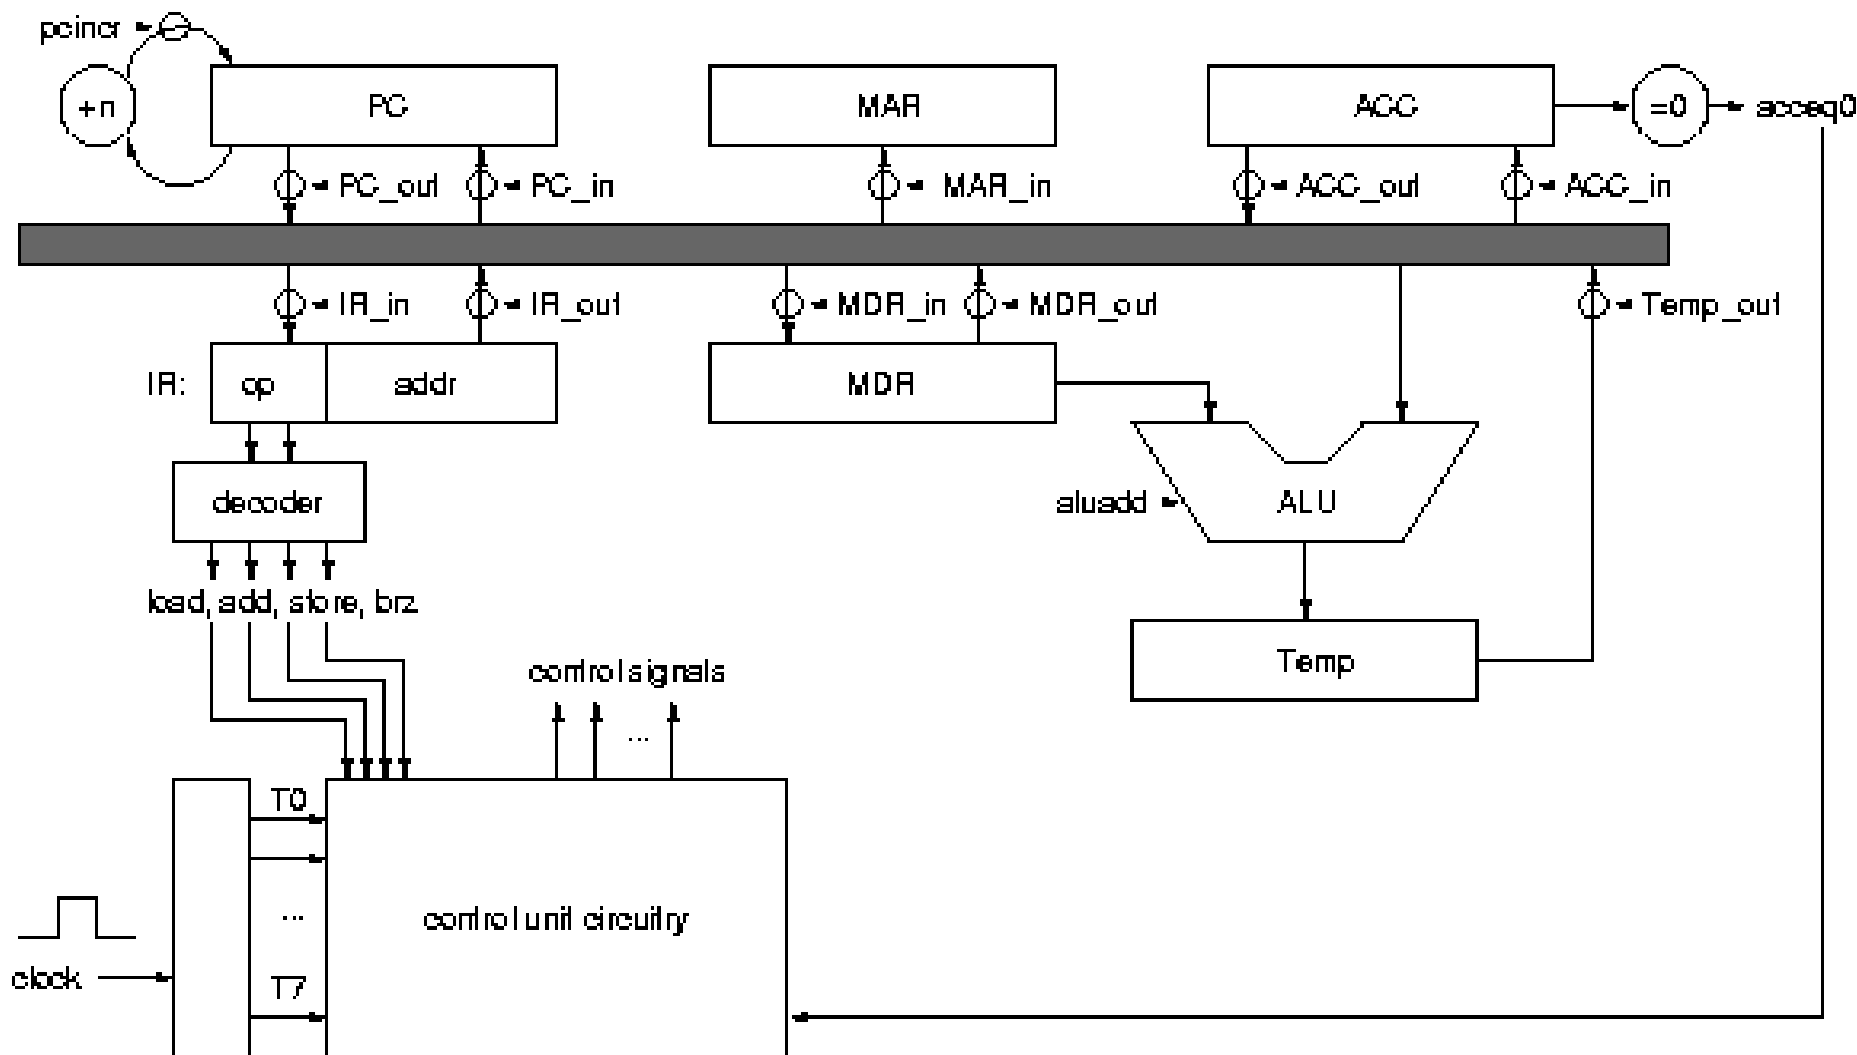 pcincr
+n
PC
MAR
ACC
=0
acceq0
PC_out
PC_in
MAR_in
ACC_out
ACC_in
IR_in
IR_out
MDR_in
MDR_out
Temp_out
IR:
op
addr
MDR
decoder
aluadd
ALU
load, add, store, brz
Temp
control signals
...
T0
...
control unit circuitry
clock
T7